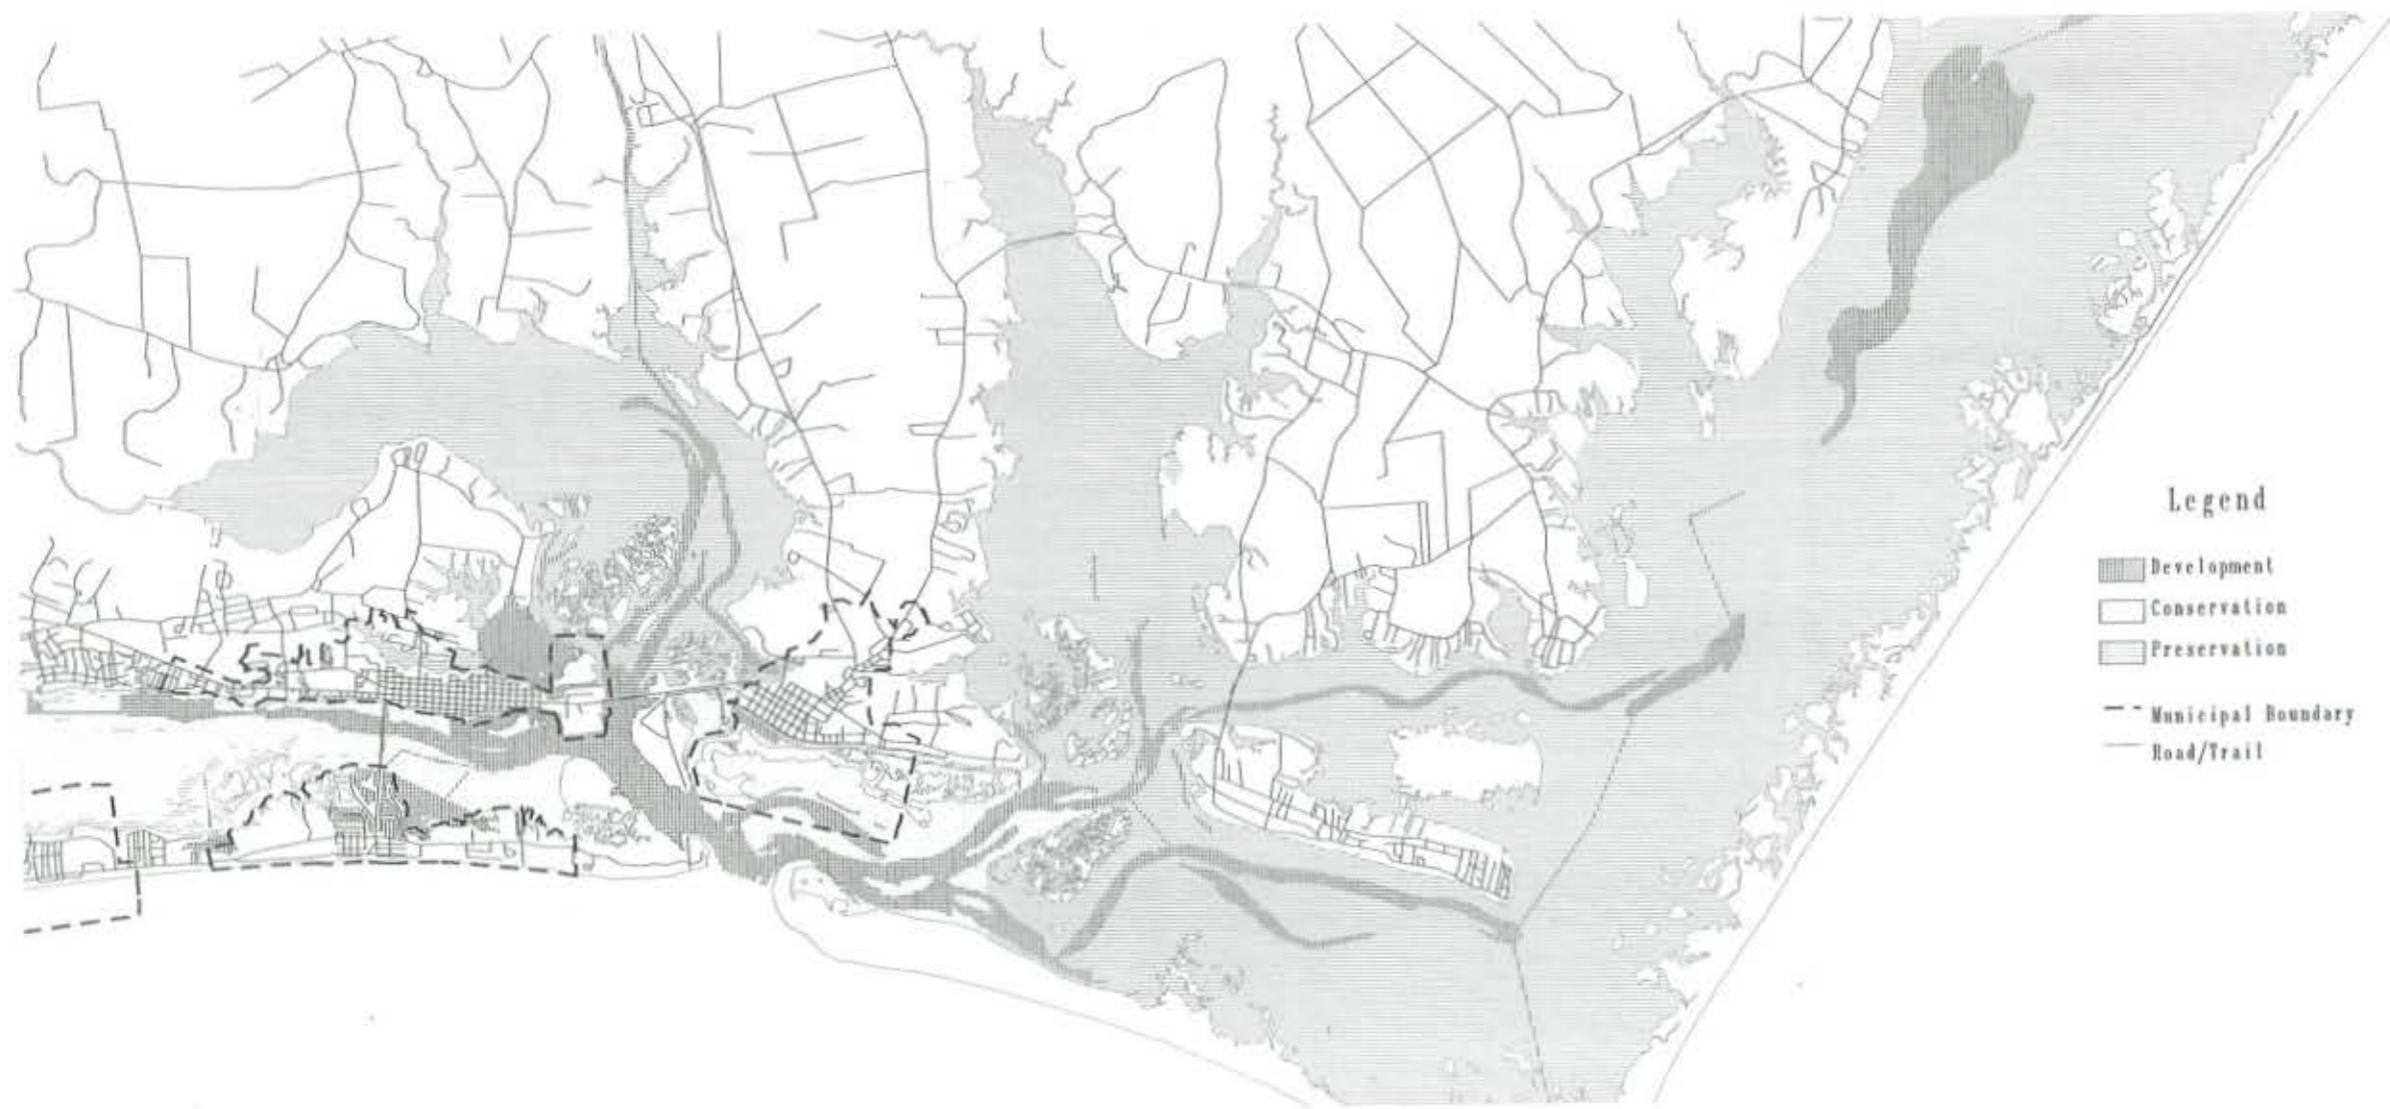 Legend
Development
Conservation
Preservation
Municipal Boundary
Road/Trail